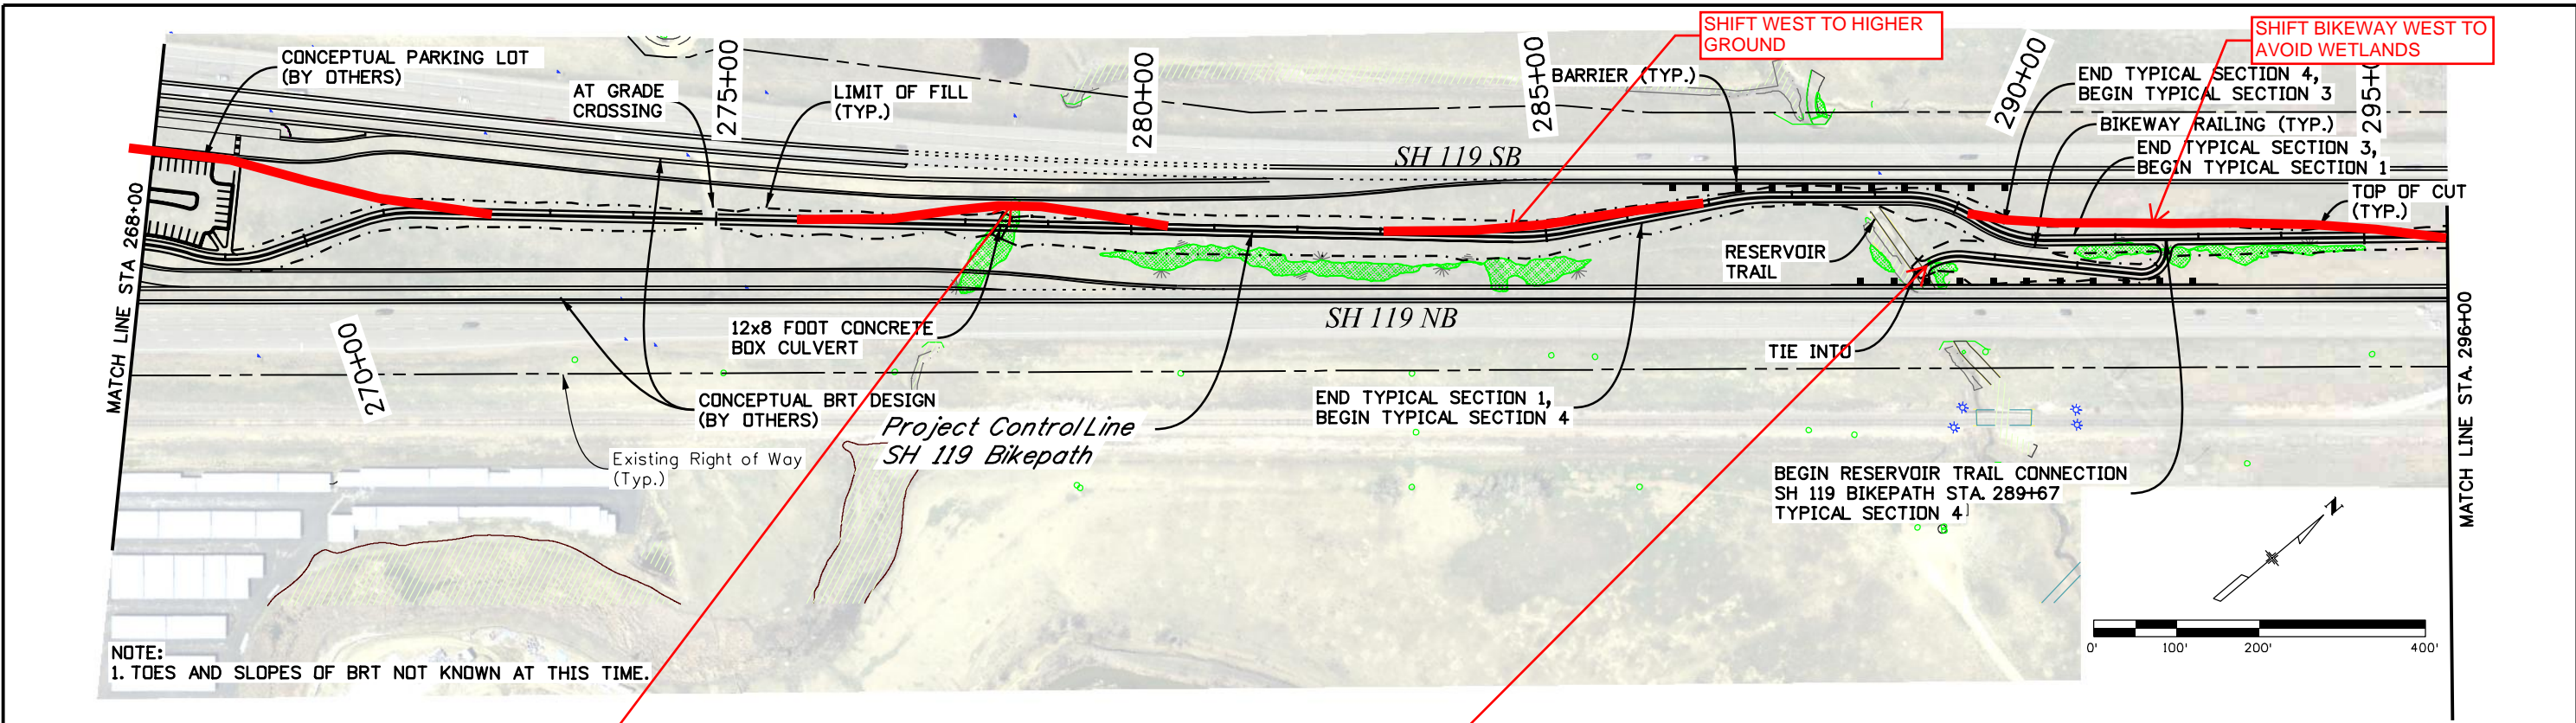 SHIFT WEST TO HIGHER
GROUND
SHIFT BIKEWAY WEST TO
AVOID WETLANDS
CONCEPTUAL PARKING LOT
(BY OTHERS)
AT GRADE
CROSSING
275+00
LIMIT OF FILL
(TYP.)
280+00
285+00
BARRIER (TYP.)
290+00
END TYPICAL SECTION 4,
BEGIN TYPICAL SECTION 3
295+0
BIKEWAY RAILING (TYP.)
END TYPICAL SECTION 3,
BEGIN TYPICAL SECTION 1
TOP OF CUT
(TYP.)
SH 119 SB
MATCH LINE STA 268+00
RESERVOIR
TRAIL
270+00
12x8 FOOT CONCRETE
BOX CULVERT
SH 119 NB
TIE INTO
MATCH LINE STA. 296+00
CONCEPTUAL BRT DESIGN
(BY OTHERS)
Project Control Line
SH 119 Bikepath
END TYPICAL SECTION 1,
BEGIN TYPICAL SECTION 4
Existing Right of Way
(Typ.)
BEGIN RESERVOIR TRAIL CONNECTION
SH 119 BIKEPATH STA. 289+67
TYPICAL SECTION 4
N
0' 100' 200' 400'
NOTE:
1. TOES AND SLOPES OF BRT NOT KNOWN AT THIS TIME.